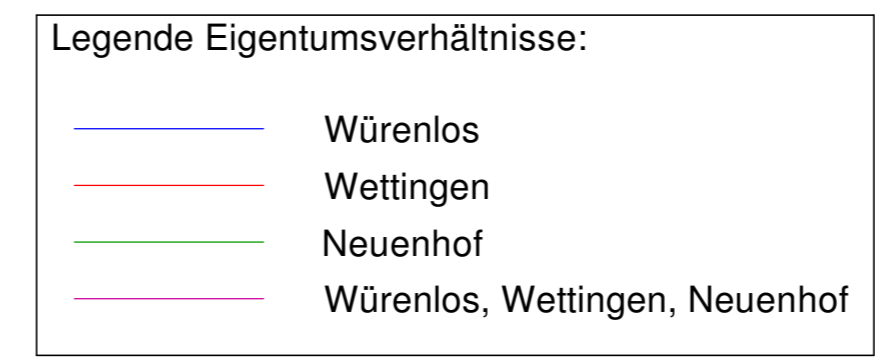 Legende Eigentumsverhältnisse:
Würenlos
Wettingen
Neuenhof
Würenlos, Wettingen, Neuenhof